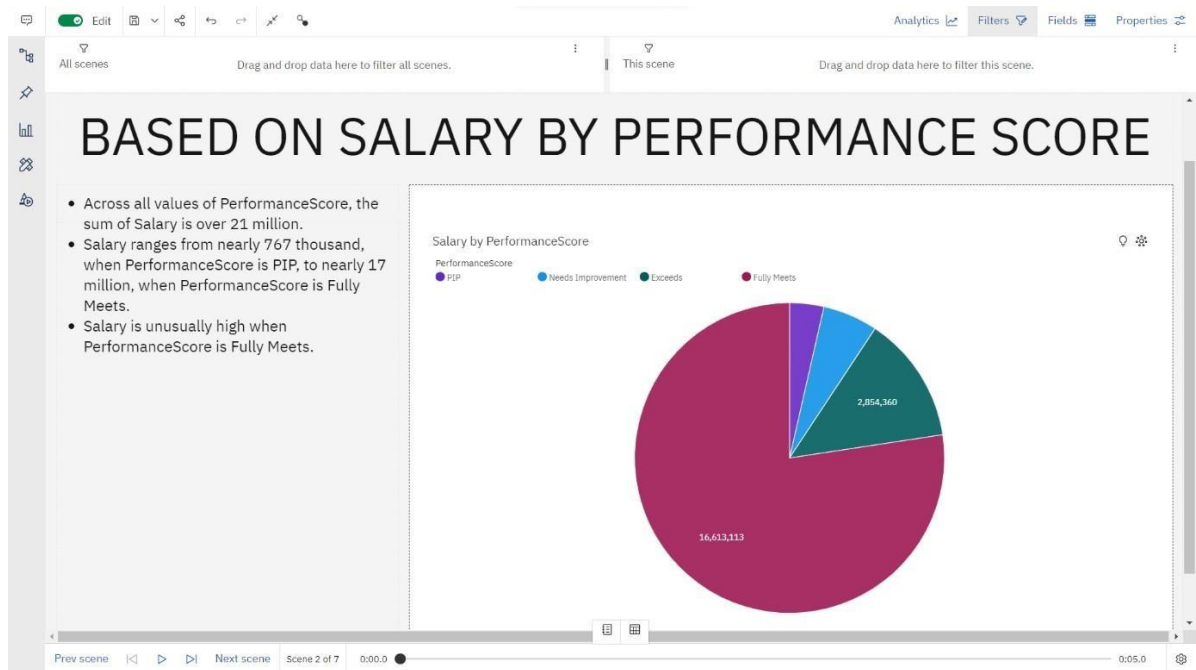 Edit
Analytics
Filters
Fields
Properties
All scenes
Drag and drop data here to filter all scenes.
This scene
Drag and drop data here to filter this scene.
BASED ON SALARY BY PERFORMANCE SCORE
• Across all values of PerformanceScore, the
sum of Salary is over 21 million.
• Salary ranges from nearly 767 thousand,
when PerformanceScore is PIP, to nearly 17
million, when PerformanceScore is Fully
Meets.
• Salary is unusually high when
PerformanceScore is Fully Meets.
Salary by PerformanceScore
PerformanceScore
PIP
Needs Improvement
Exceeds
Fully Meets
2,854,360
16,613,113
Prev scene
Next scene
Scene 2 of 7
0:00.0
0:05.0